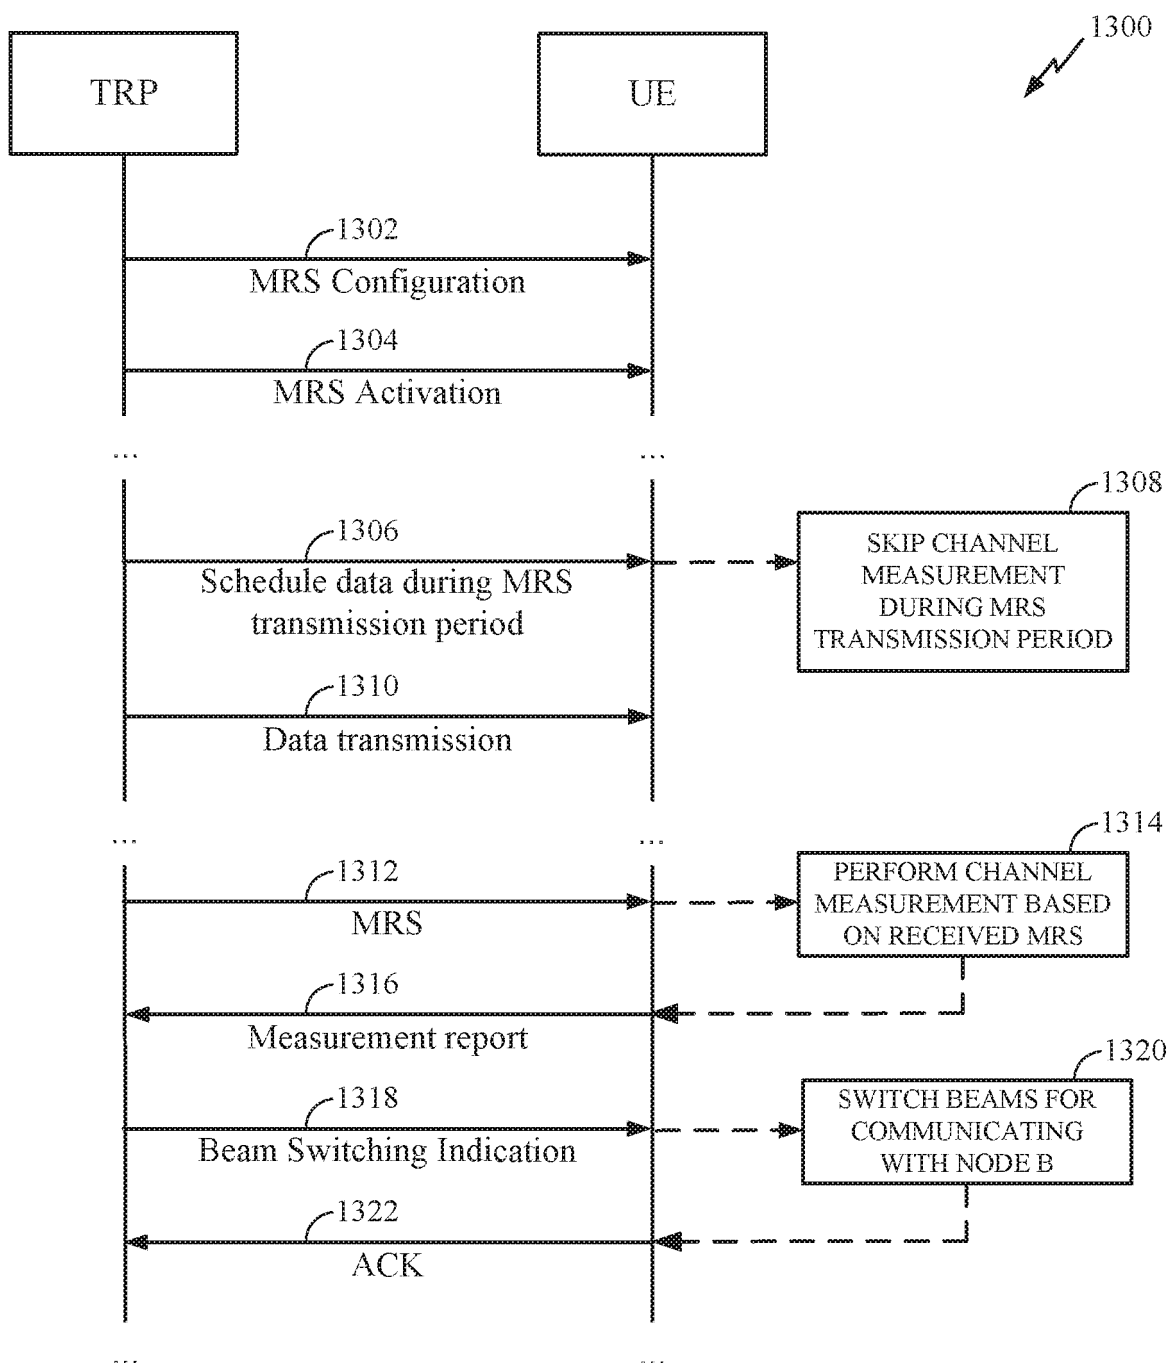 1300
TRP
UE
1302
MRS Configuration
1304
MRS Activation
... ...
1306
Schedule data during MRS
transmission period
1308
SKIP CHANNEL
MEASUREMENT
DURING MRS
TRANSMISSION PERIOD
1310
Data transmission
... ...
1312
MRS
1314
PERFORM CHANNEL
MEASUREMENT BASED
ON RECEIVED MRS
1316
Measurement report
1318
Beam Switching Indication
1320
SWITCH BEAMS FOR
COMMUNICATING
WITH NODE B
1322
ACK
... ...